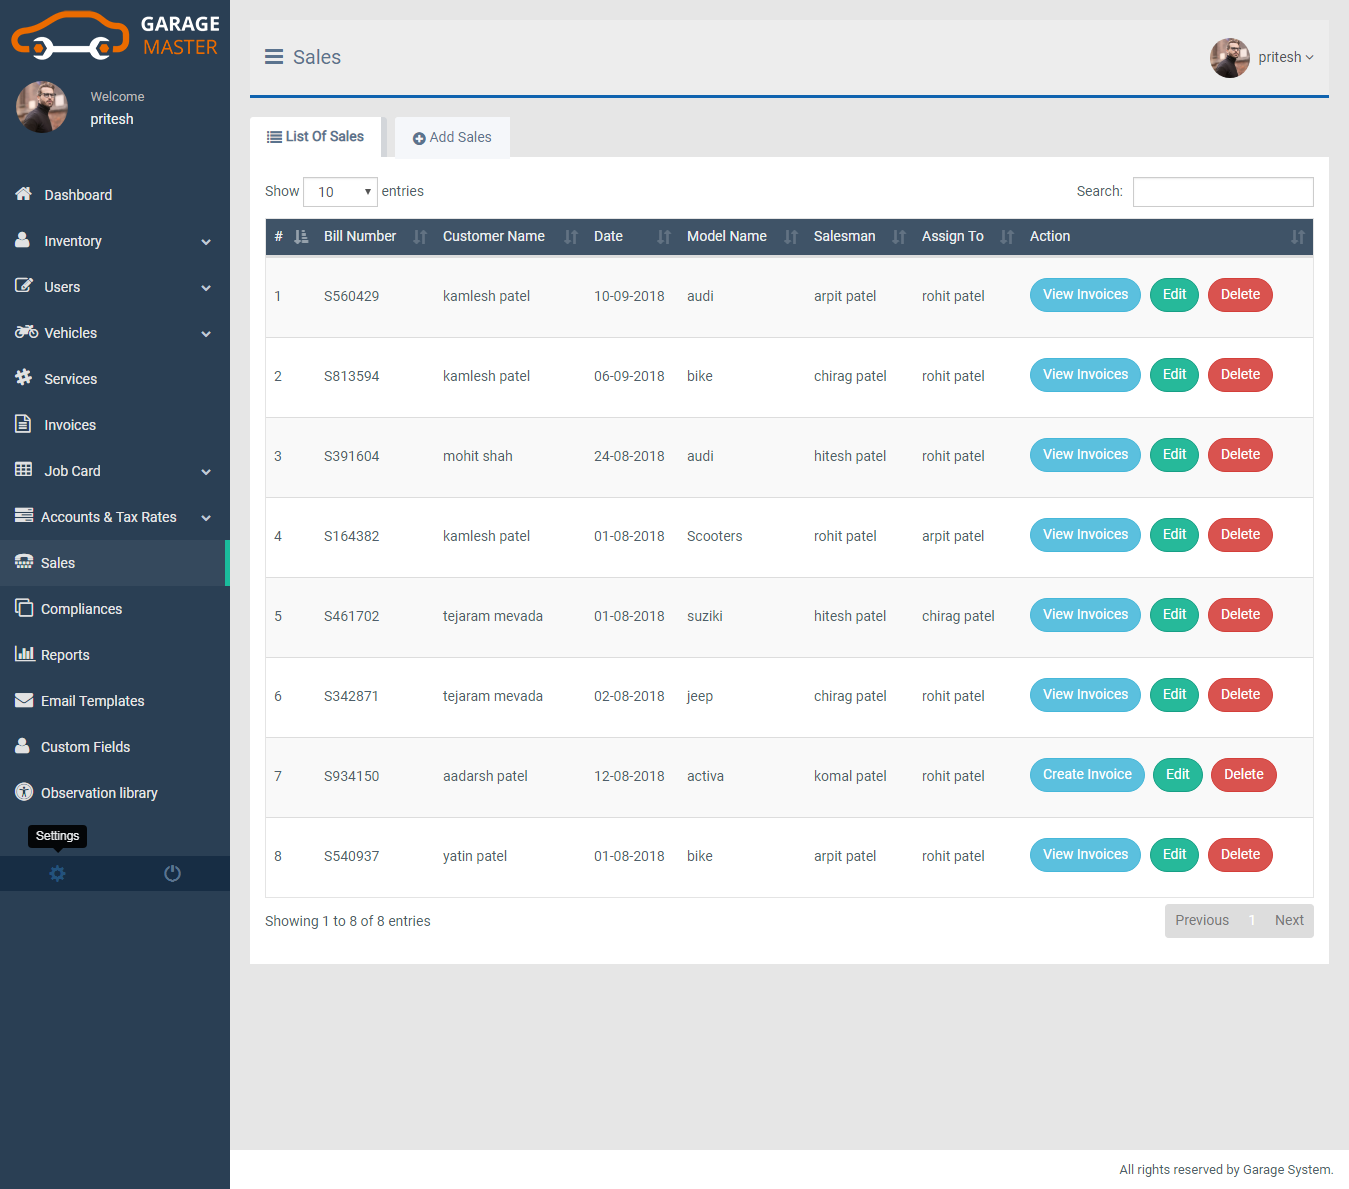 GARAGE
MASTER
Welcome
pritesh
Dashboard
Inventory
Users
Vehicles
Services
Invoices
Job Card
Accounts & Tax Rates
Sales
Compliances
Reports
Email Templates
Custom Fields
Observation library
Settings
Sales
pritesh
List Of Sales Add Sales
Show 10 entries Search:
# Bill Number Customer Name Date Model Name Salesman Assign To Action
1 S560429 kamlesh patel 10-09-2018 audi arpit patel rohit patel View Invoices Edit Delete
2 S813594 kamlesh patel 06-09-2018 bike chirag patel rohit patel View Invoices Edit Delete
3 S391604 mohit shah 24-08-2018 audi hitesh patel rohit patel View Invoices Edit Delete
4 S164382 kamlesh patel 01-08-2018 Scooters rohit patel arpit patel View Invoices Edit Delete
5 S461702 tejaram mevada 01-08-2018 suziki hitesh patel chirag patel View Invoices Edit Delete
6 S342871 tejaram mevada 02-08-2018 jeep chirag patel rohit patel View Invoices Edit Delete
7 S934150 aadarsh patel 12-08-2018 activa komal patel rohit patel Create Invoice Edit Delete
8 S540937 yatin patel 01-08-2018 bike arpit patel rohit patel View Invoices Edit Delete
Showing 1 to 8 of 8 entries Previous 1 Next
All rights reserved by Garage System.